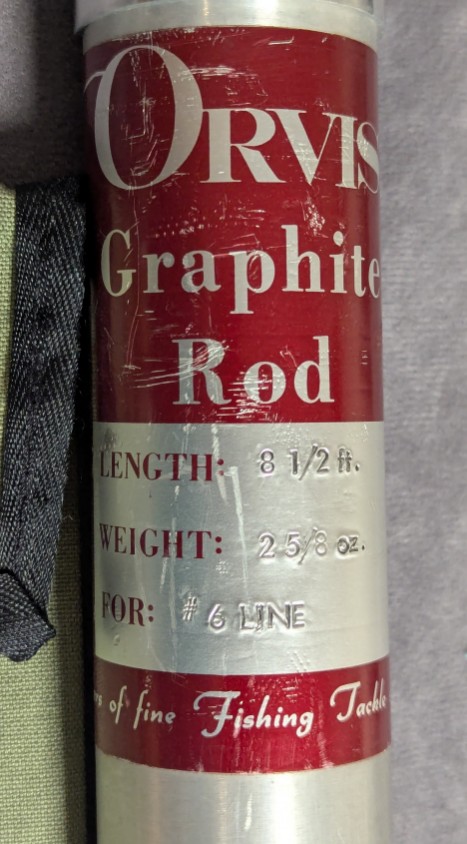 ORVIS
Graphite
Rod
LENGTH: 8 1/2 ft.
WEIGHT: 2 5/8 oz.
FOR: # 6 LINE
of fine Fishing Tackle